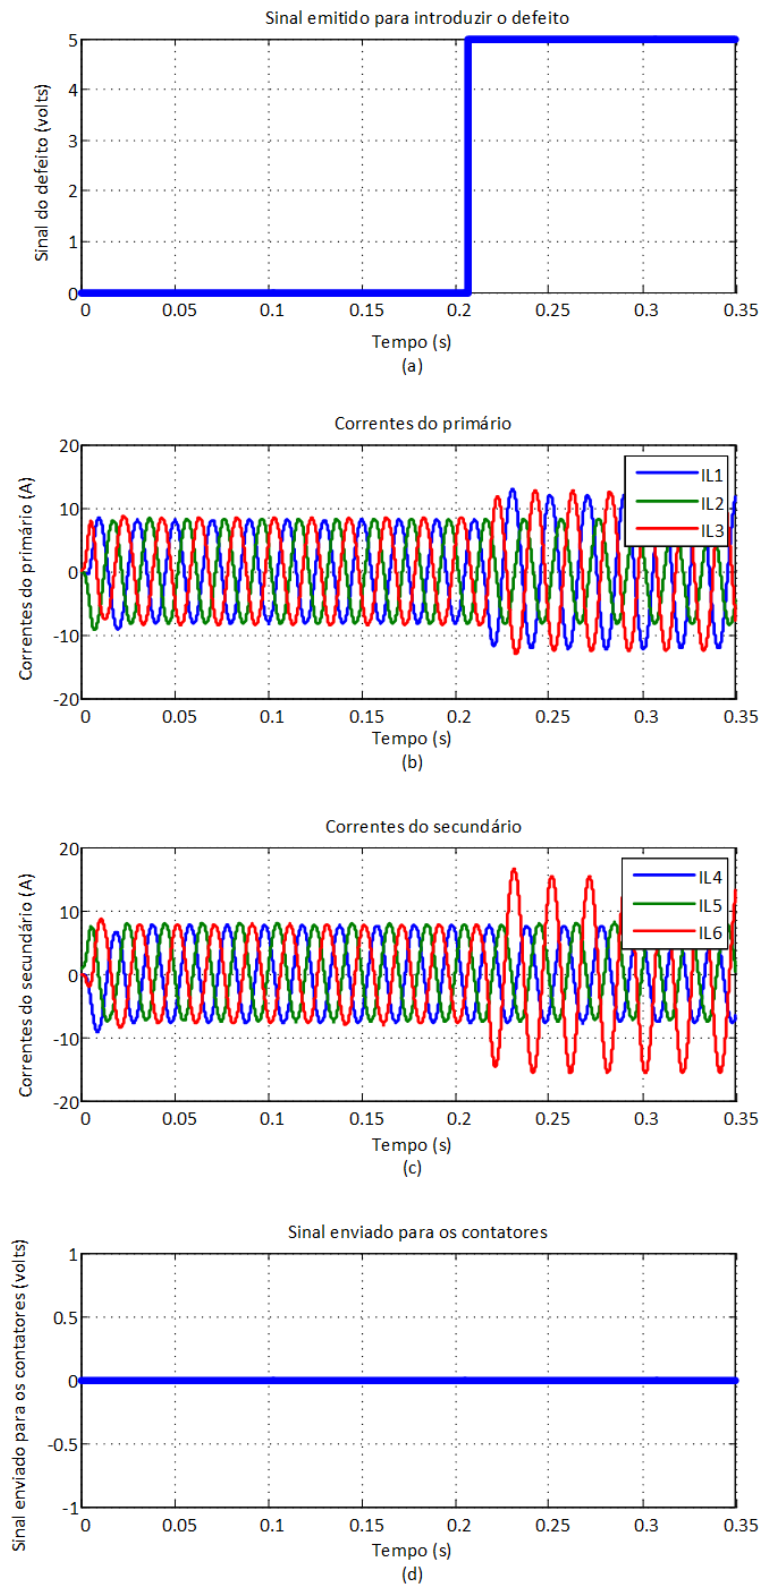 Sinal emitido para introduzir o defeito
Sinal do defeito (volts)
5
4
3
2
1
0
0 0.05 0.1 0.15 0.2 0.25 0.3 0.35
Tempo (s)
(a)
Correntes do primário
Correntes do primário (A)
20
10
0
-10
-20
IL1
IL2
IL3
0 0.05 0.1 0.15 0.2 0.25 0.3 0.35
Tempo (s)
(b)
Correntes do secundário
Correntes do secundário (A)
20
10
0
-10
-20
IL4
IL5
IL6
0 0.05 0.1 0.15 0.2 0.25 0.3 0.35
Tempo (s)
(c)
Sinal enviado para os contatores
Sinal enviado para os contatores (volts)
1
0.5
0
-0.5
-1
0 0.05 0.1 0.15 0.2 0.25 0.3 0.35
Tempo (s)
(d)